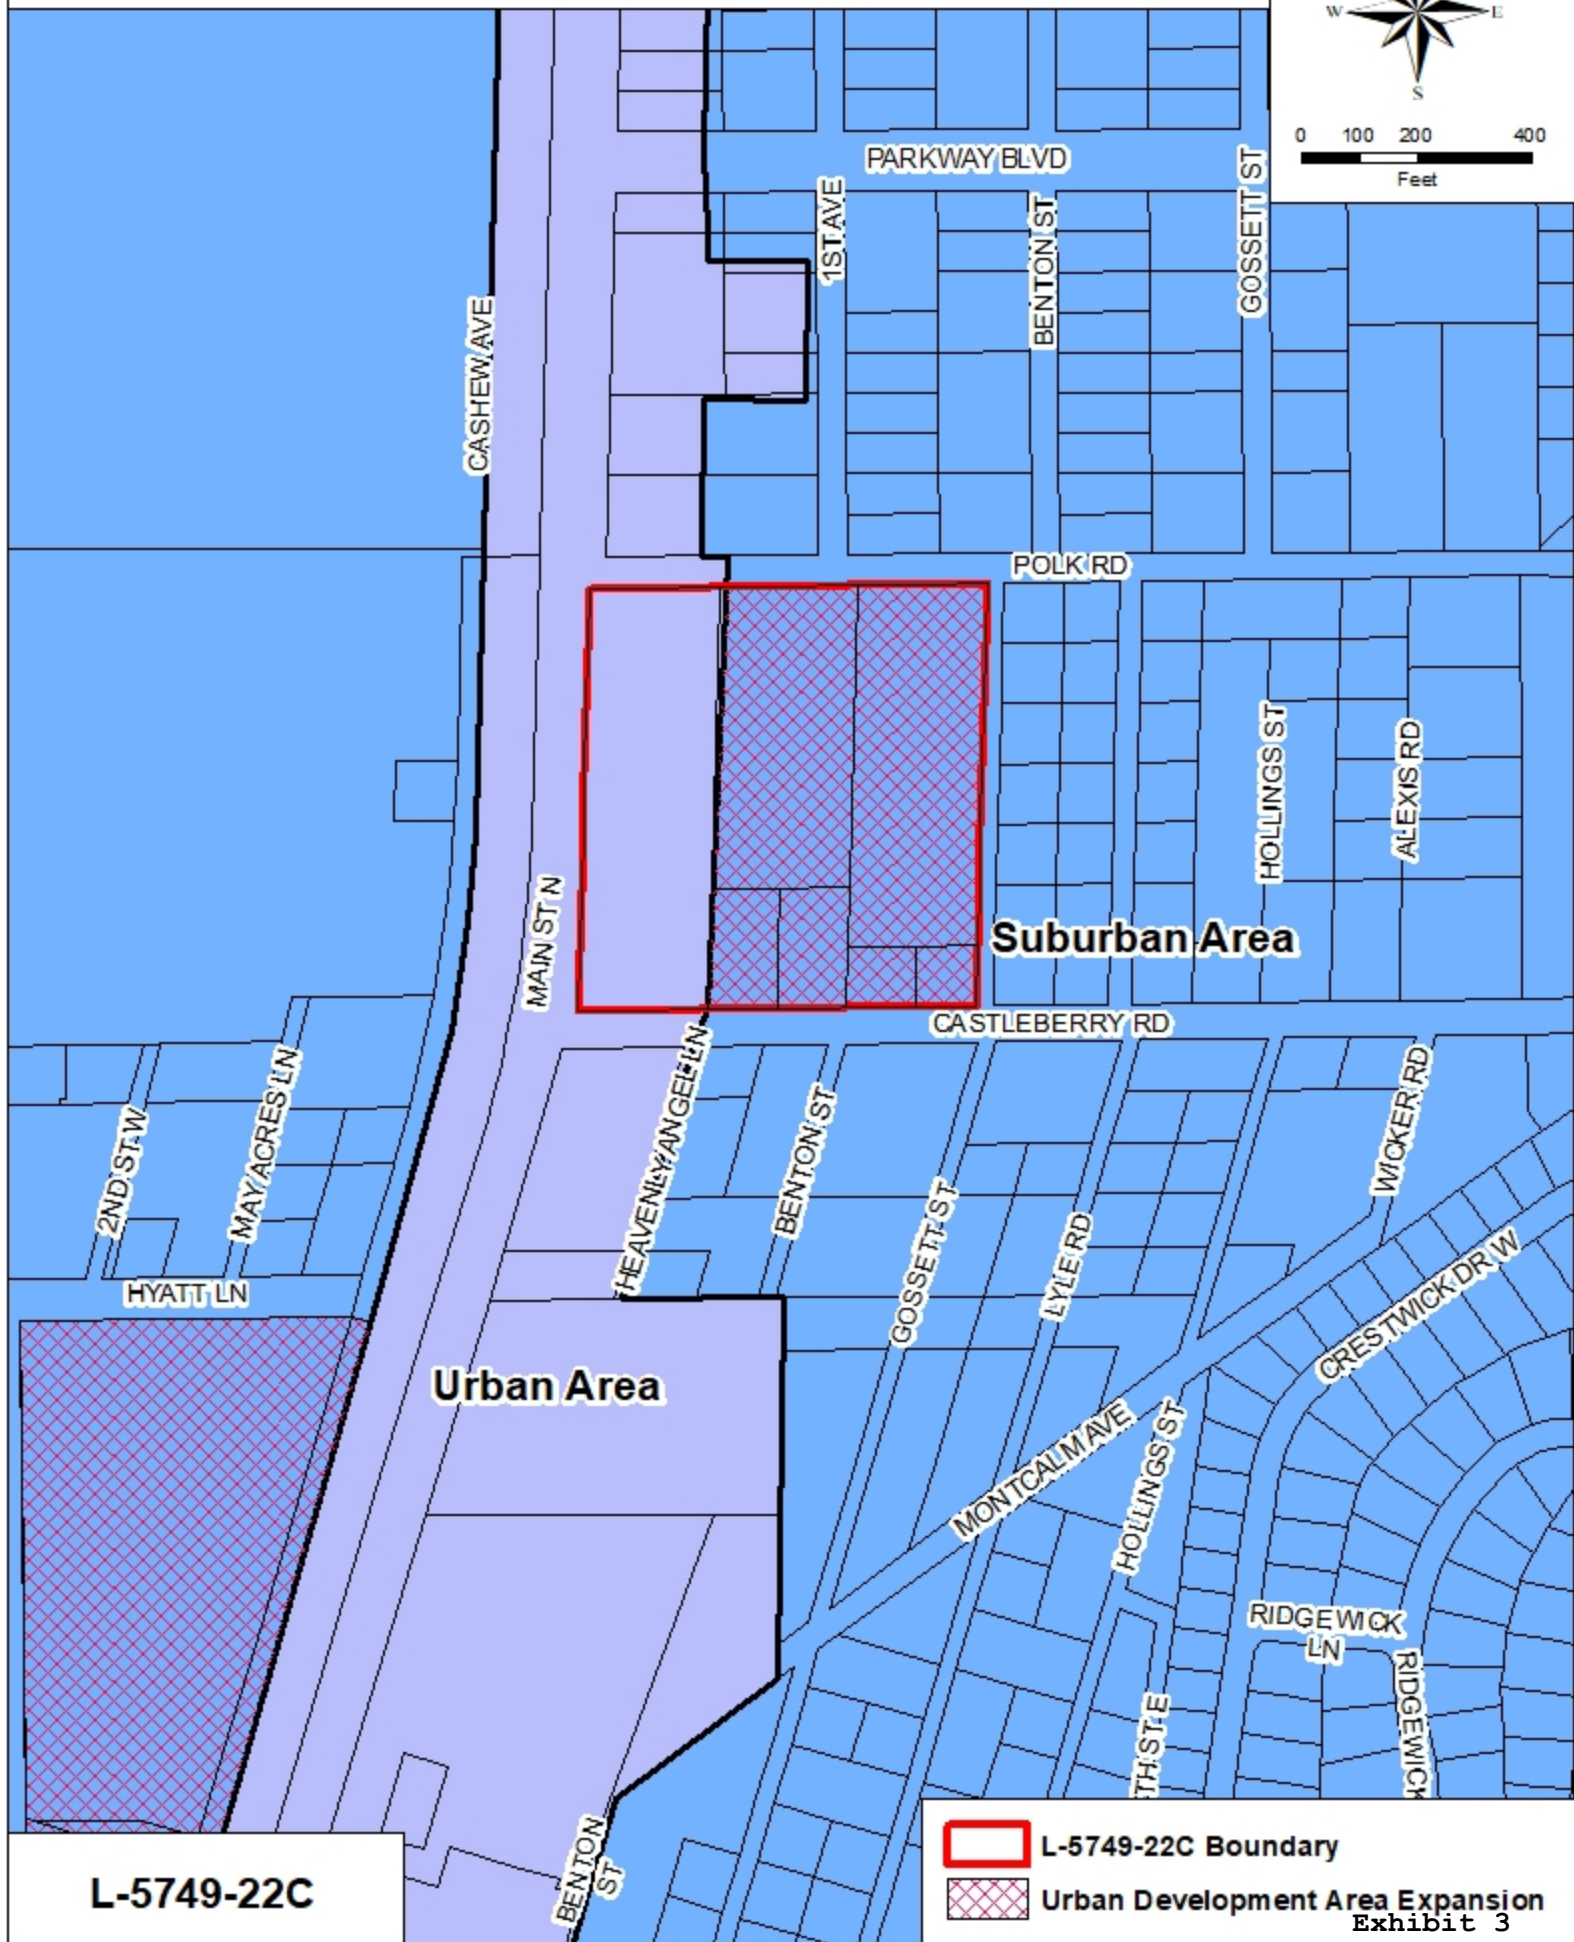 W E
S
0 100 200 400
Feet
PARKWAY BLVD
1ST AVE
BENTON ST
GOSSETT ST
CASHEW AVE
POLK RD
HOLLINGS ST
ALEXIS RD
MAIN ST N
Suburban Area
CASTLEBERRY RD
HEAVENLY ANGEL LN
BENTON ST
2ND ST W
MAY ACRES LN
WICKER RD
GOSSETT ST
LYLE RD
HYATT LN
CRESTWICK DR W
Urban Area
MONTCALM AVE
HOLLINGS ST
RIDGEWICK
LN
RIDGEWICK
TH ST E
BENTON
ST
L-5749-22C
L-5749-22C Boundary
Urban Development Area Expansion
Exhibit 3